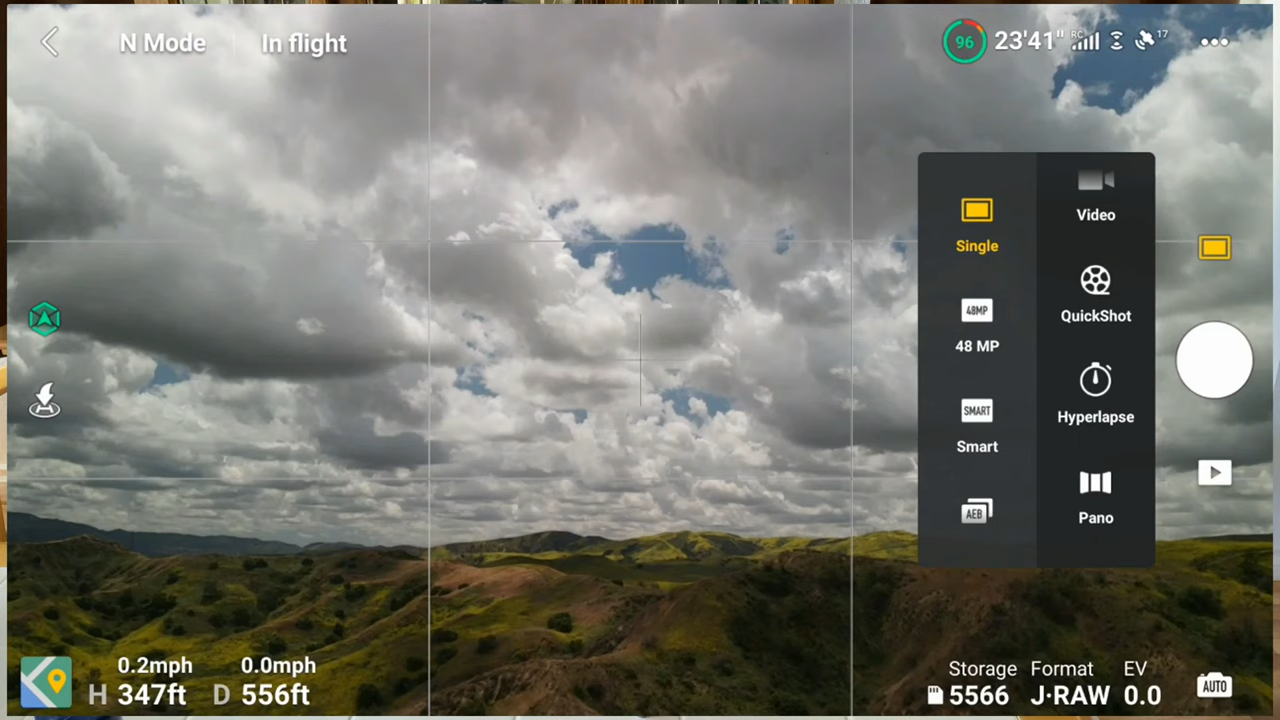 N Mode In flight
96 23'41" RC 17
Single
48MP
48 MP
SMART
Smart
AEB
Video
QuickShot
Hyperlapse
Pano
0.2mph 0.0mph
H 347ft D 556ft
Storage Format EV
5566 J·RAW 0.0
AUTO